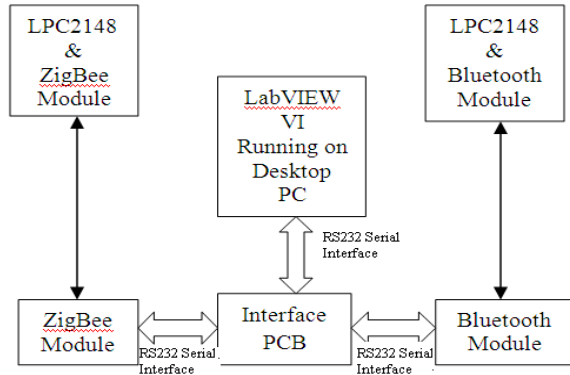 LPC2148
&
ZigBee
Module
LPC2148
&
Bluetooth
Module
LabVIEW
VI
Running on
Desktop
PC
RS232 Serial
Interface
ZigBee
Module
RS232 Serial
Interface
Interface
PCB
RS232 Serial
Interface
Bluetooth
Module